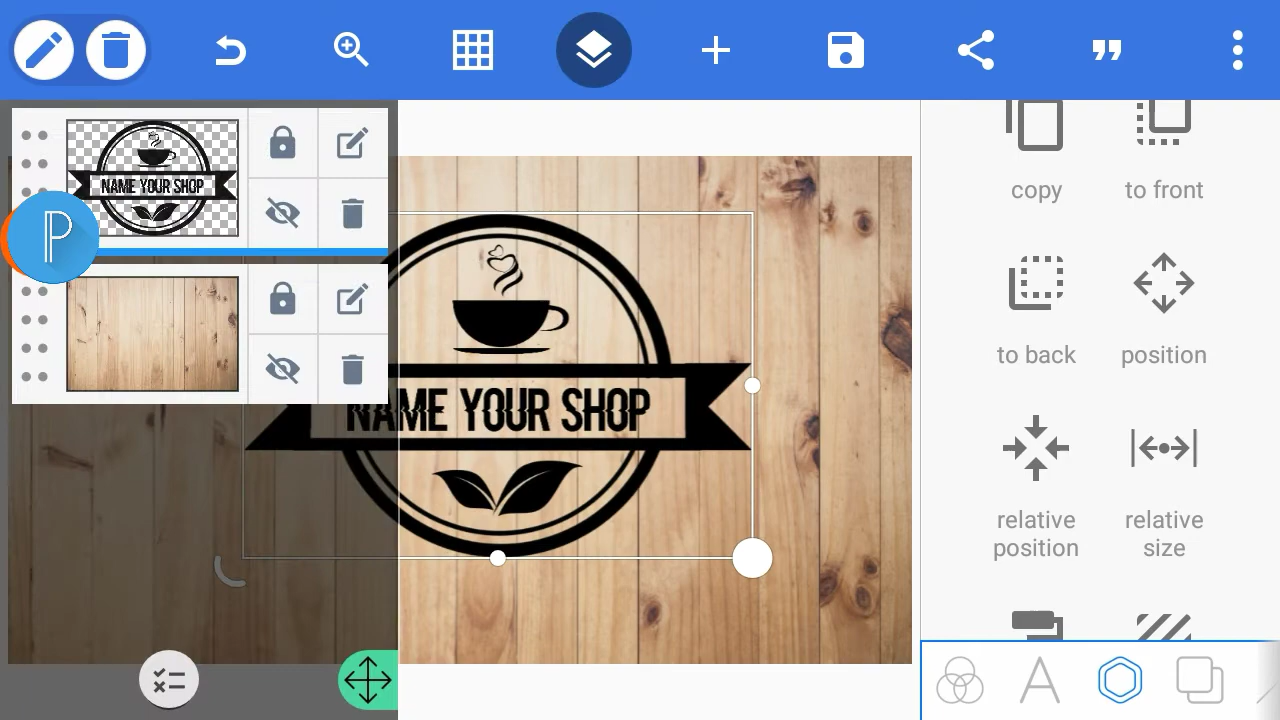 NAME YOUR SHOP
P
NAME YOUR SHOP
copy
to front
to back
position
relative
position
relative
size
A